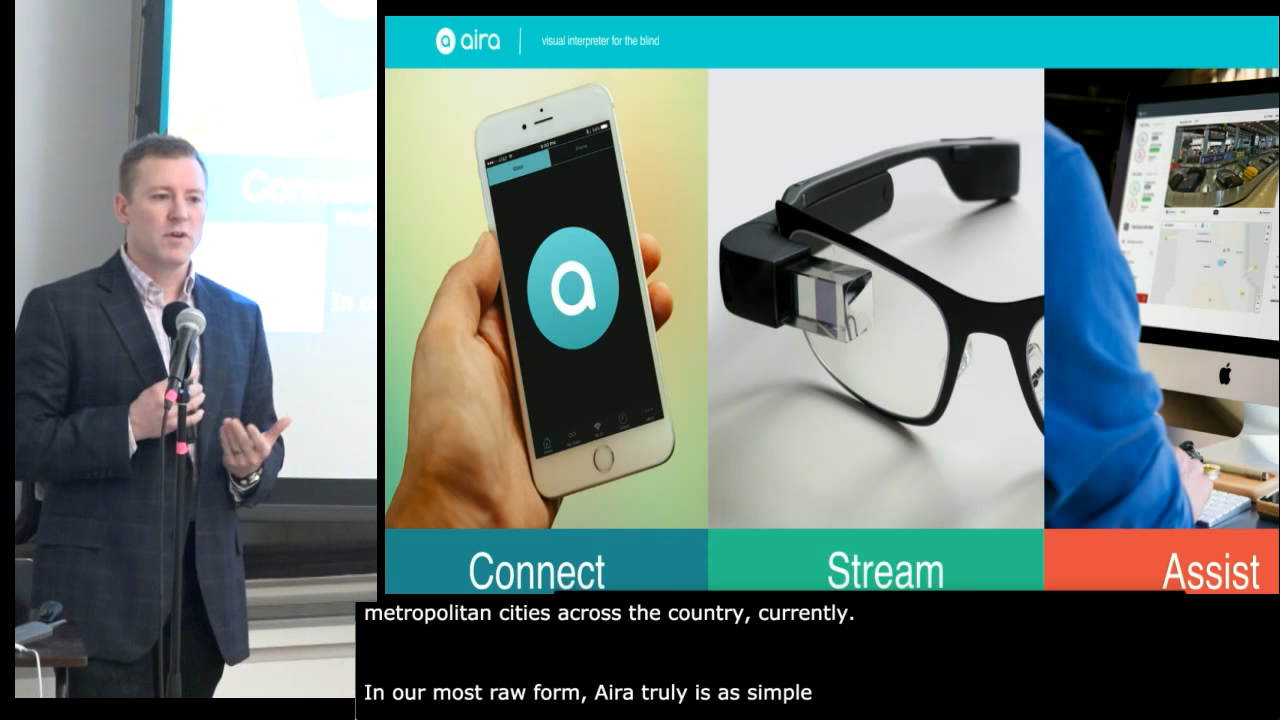 aira
visual interpreter for the blind
a
Connect
Stream
Assist
metropolitan cities across the country, currently.
In our most raw form, Aira truly is as simple